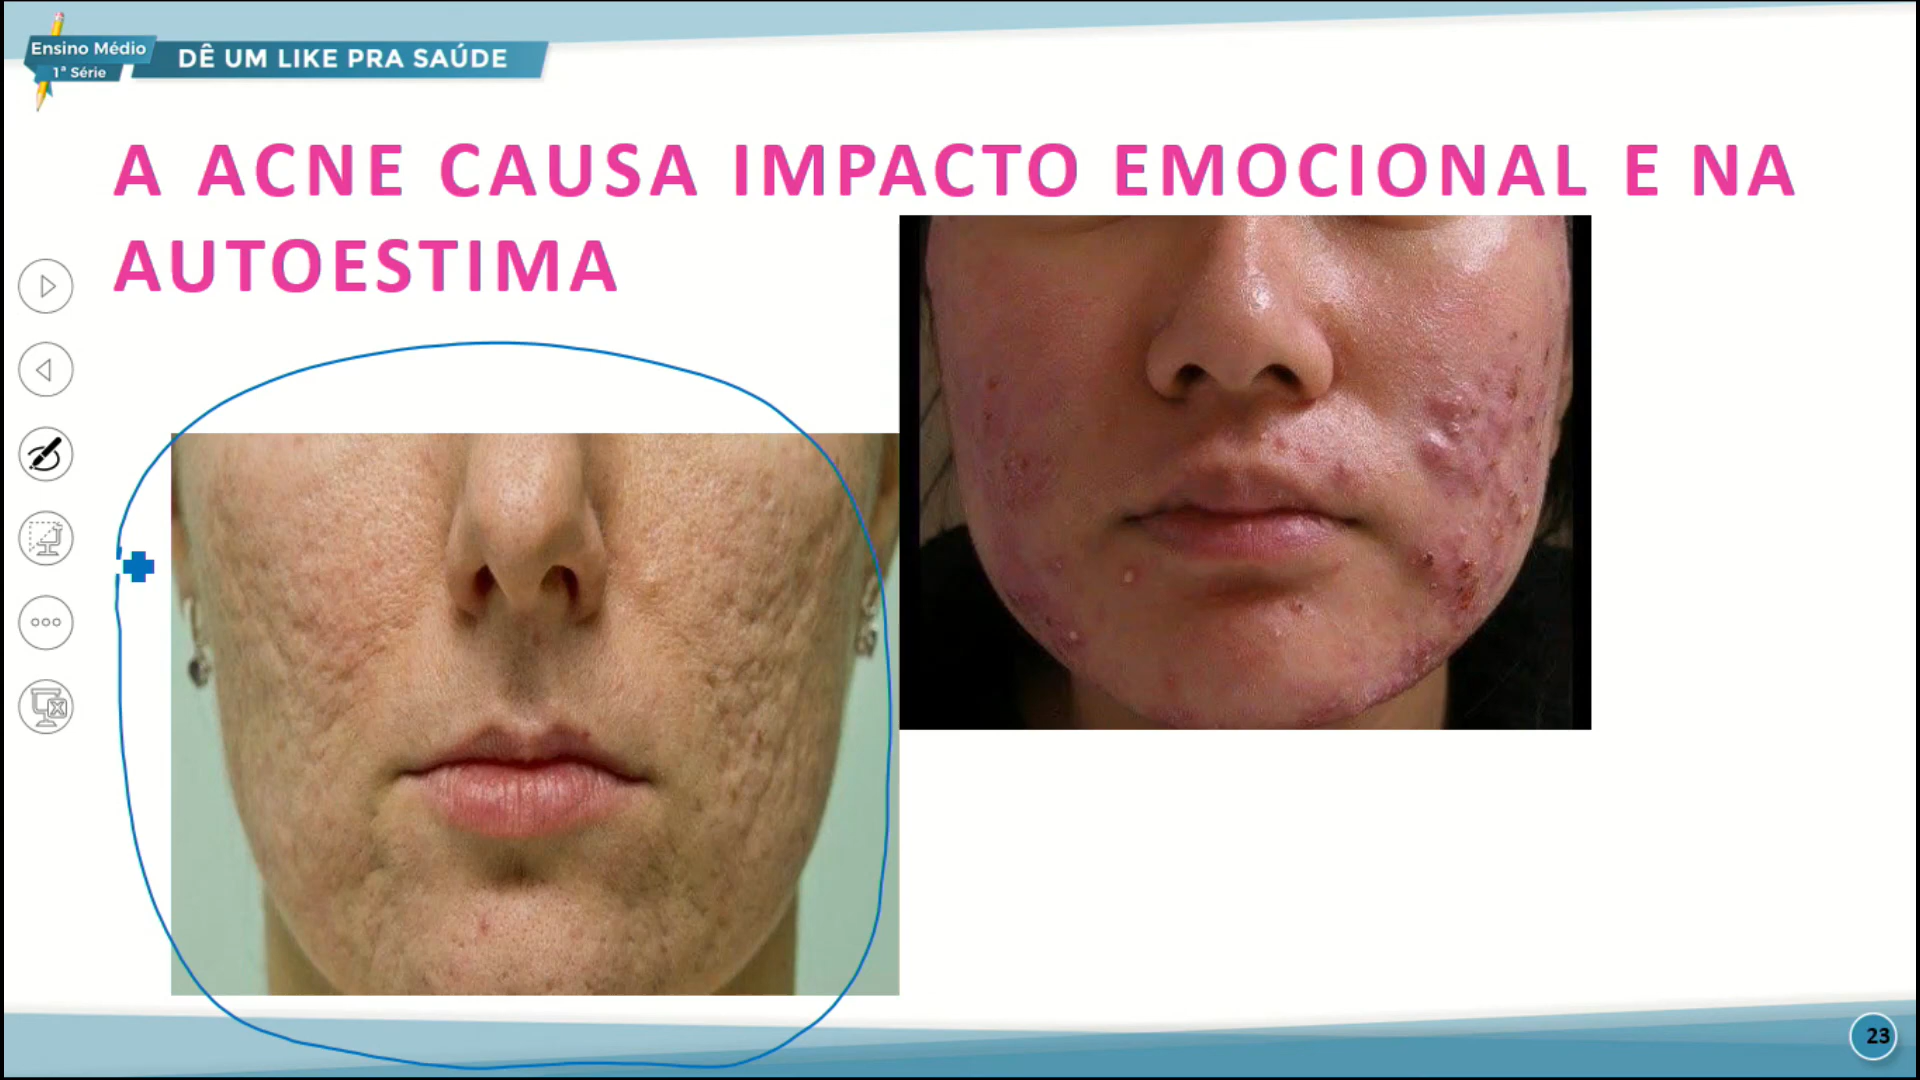 Ensino Médio
1ª Série
DÊ UM LIKE PRA SAÚDE
A ACNE CAUSA IMPACTO EMOCIONAL E NA
AUTOESTIMA
23